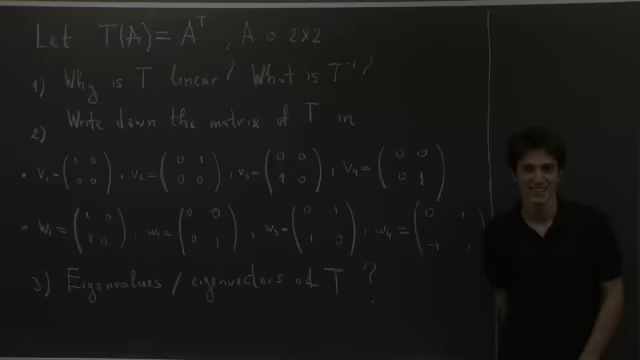 Let T(A) = A^T , A is 2x2
1) Why is T linear? What is T^-1?
2) Write down the matrix of T in
• v1 = (1 0 / 0 0) , v2 = (0 1 / 0 0) , v3 = (0 0 / 1 0) , v4 = (0 0 / 0 1)
• w1 = (1 0 / 0 0) , w2 = (0 0 / 0 1) , w3 = (0 1 / 1 0) , w4 = (0 1 / -1
3) Eigenvalues / eigenvectors of T ?